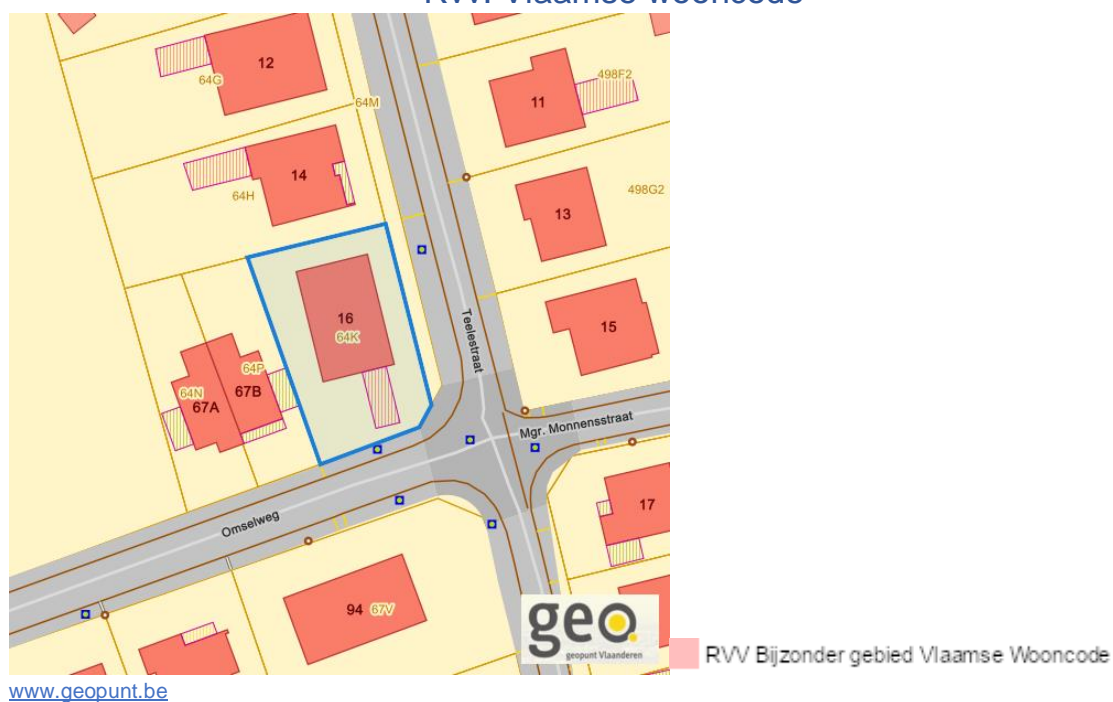 RVV: Vlaamse wooncode
12
64G
64M
11
498F2
14
64H
13
498G2
16
64K
Teelestraat
15
64P
64N
67B
67A
Mgr. Monnensstraat
17
Omselweg
94 67V
geo
geopunt Vlaanderen
RVV Bijzonder gebied Vlaamse Wooncode
www.geopunt.be